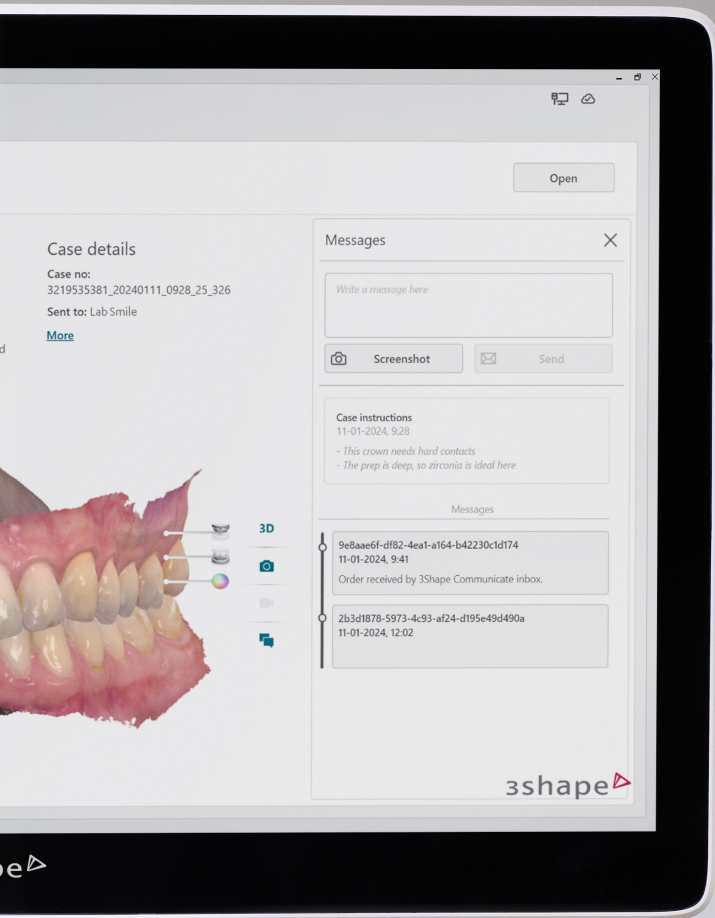 Open
Case details
Case no:
3219535381_20240111_0928_25_326
Sent to: Lab Smile
More
d
3D
Messages
Write a message here
Screenshot
Send
Case instructions
11-01-2024, 9:28
- This crown needs hard contacts
- The prep is deep, so zirconia is ideal here
Messages
9e8aae6f-df82-4ea1-a164-b42230c1d174
11-01-2024, 9:41
Order received by 3Shape Communicate inbox.
2b3d1878-5973-4c93-af24-d195e49d490a
11-01-2024, 12:02
3shape
pe